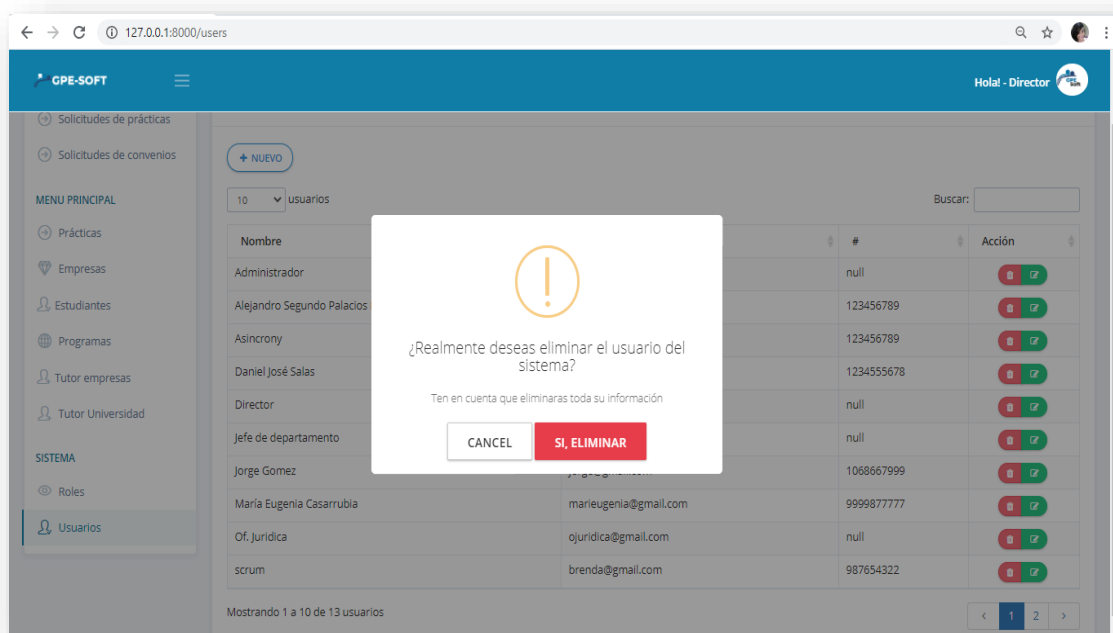 127.0.0.1:8000/users
GPE-SOFT
Hola! - Director
GPE
Soft
Solicitudes de prácticas
Solicitudes de convenios
MENU PRINCIPAL
Prácticas
Empresas
Estudiantes
Programas
Tutor empresas
Tutor Universidad
SISTEMA
Roles
Usuarios
+ NUEVO
10 usuarios
Buscar:
Nombre # Acción
Administrador null
Alejandro Segundo Palacios 123456789
Asincrony 123456789
Daniel José Salas 1234555678
Director null
Jefe de departamento null
Jorge Gomez 1068667999
María Eugenia Casarrubia marieugenia@gmail.com 9999877777
Of. Juridica ojuridica@gmail.com null
scrum brenda@gmail.com 987654322
Mostrando 1 a 10 de 13 usuarios
‹ 1 2 ›
¿Realmente deseas eliminar el usuario del
sistema?
Ten en cuenta que eliminaras toda su información
CANCEL
SI, ELIMINAR